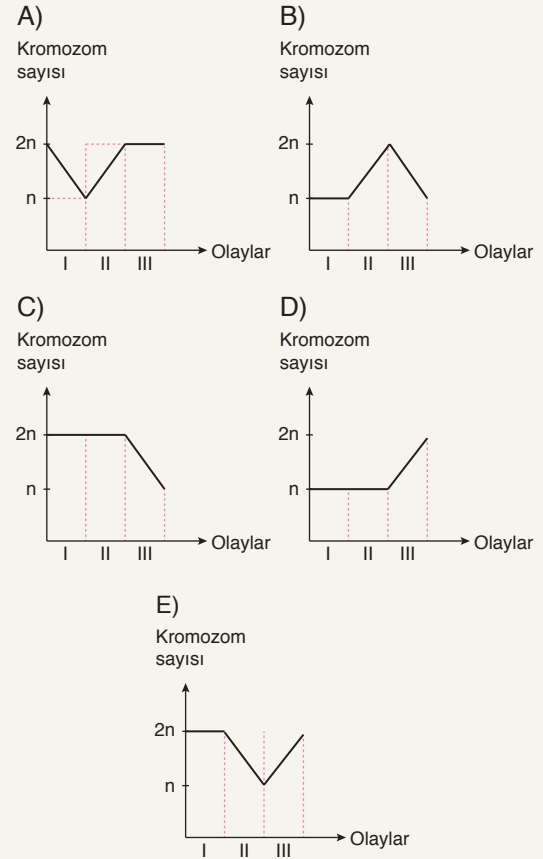 A)
Kromozom
sayısı
2n
n
I II III
Olaylar
B)
Kromozom
sayısı
2n
n
I II III
Olaylar
C)
Kromozom
sayısı
2n
n
I II III
Olaylar
D)
Kromozom
sayısı
2n
n
I II III
Olaylar
E)
Kromozom
sayısı
2n
n
I II III
Olaylar